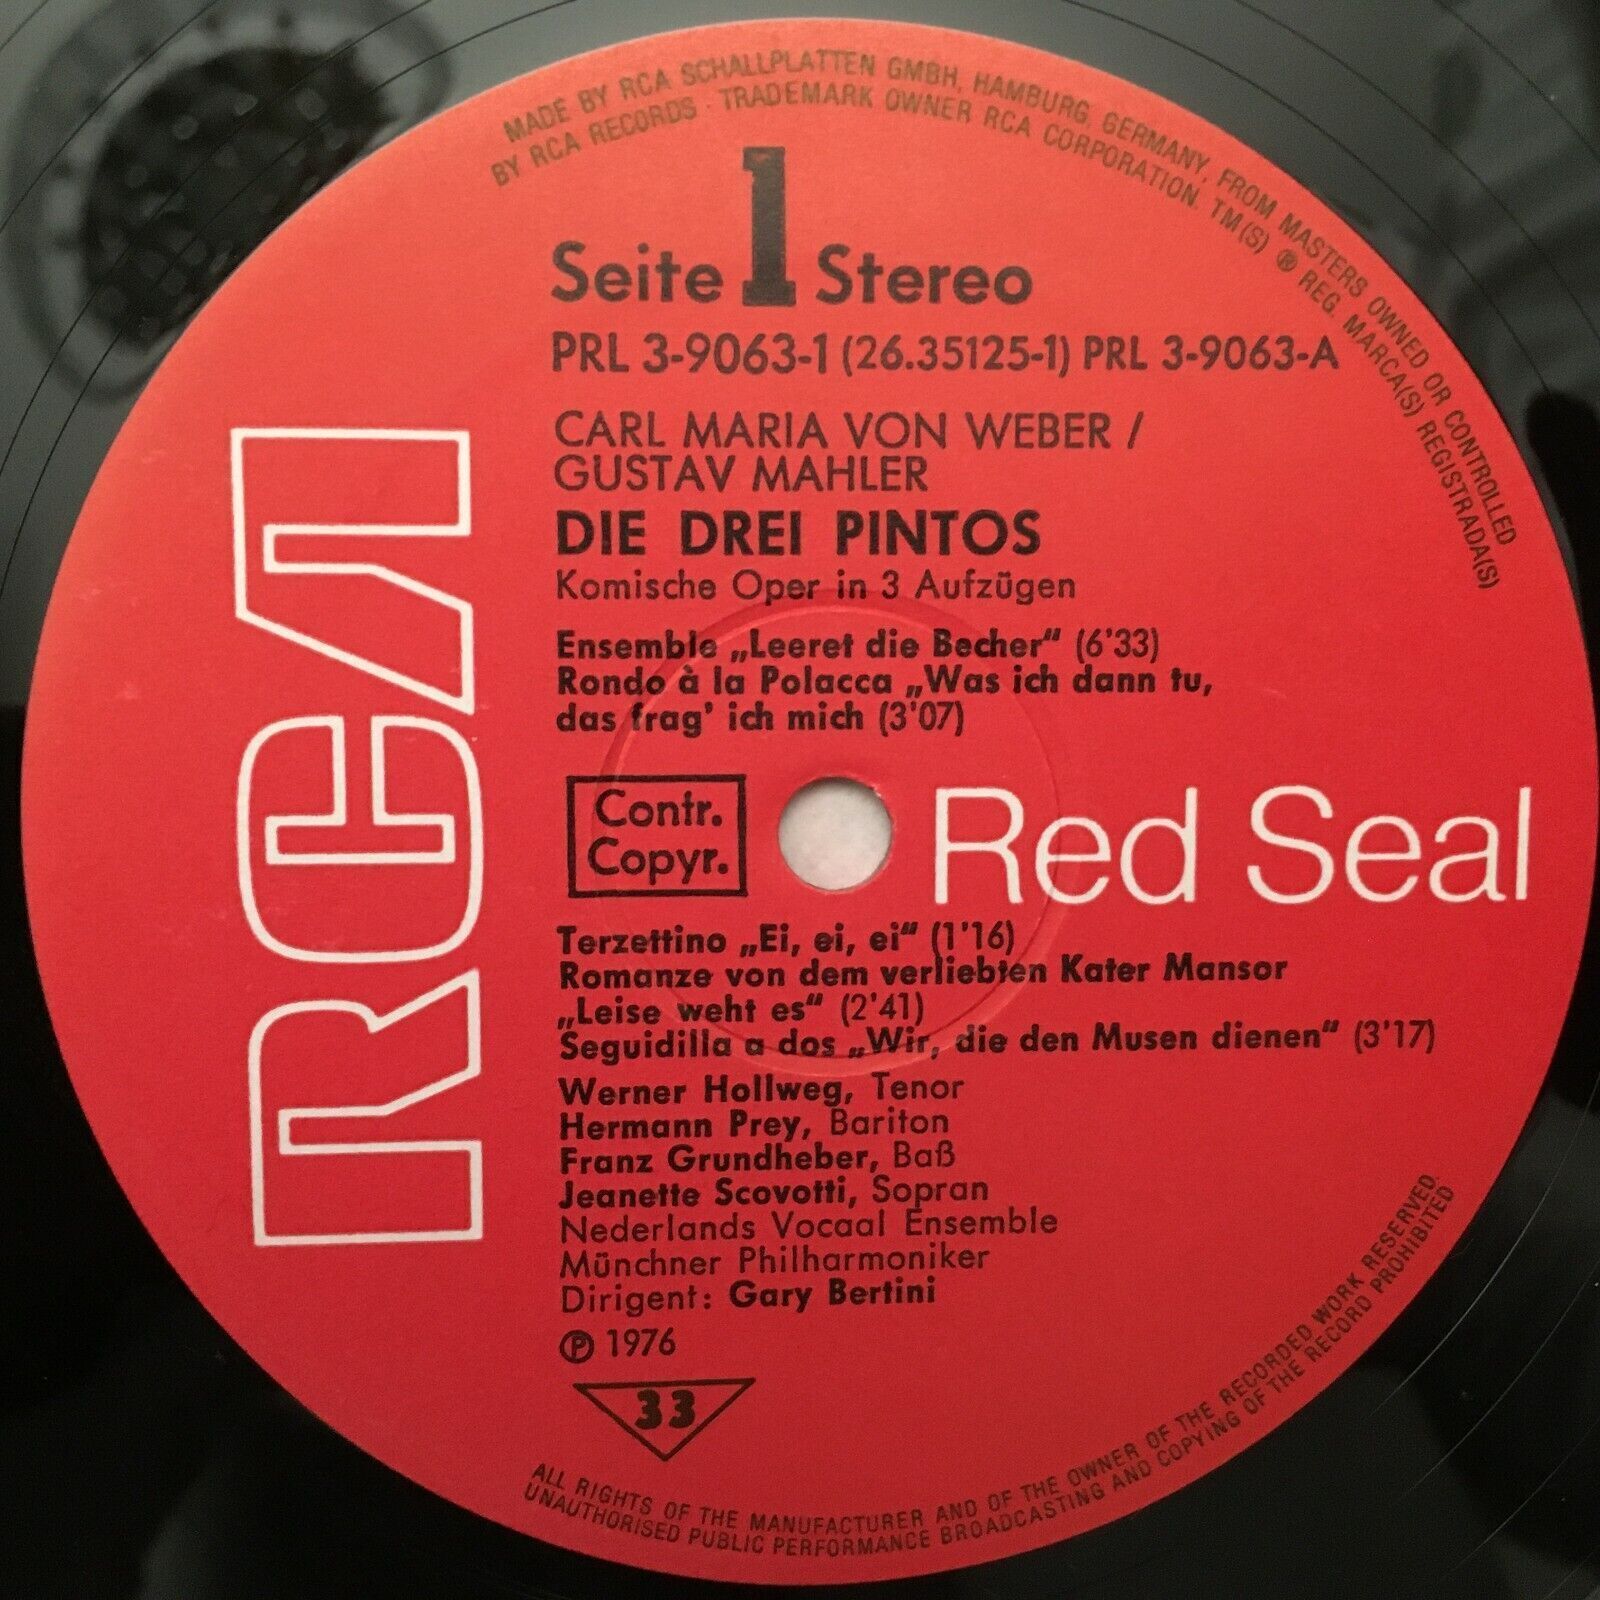 MADE BY RCA SCHALLPLATTEN GMBH, HAMBURG, GERMANY, FROM MASTERS OWNED OR CONTROLLED
BY RCA RECORDS · TRADEMARK OWNER RCA CORPORATION. TM(S) ® REG. MARCA(S) REGISTRADA(S)
Seite 1 Stereo
PRL 3-9063-1 (26.35125-1) PRL 3-9063-A
CARL MARIA VON WEBER /
GUSTAV MAHLER
DIE DREI PINTOS
Komische Oper in 3 Aufzügen
Ensemble „Leeret die Becher“ (6'33)
Rondo à la Polacca „Was ich dann tu,
das frag' ich mich (3'07)
RCA
Contr.
Copyr.
Red Seal
Terzettino „Ei, ei, ei“ (1'16)
Romanze von dem verliebten Kater Mansor
„Leise weht es“ (2'41)
Seguidilla a dos „Wir, die den Musen dienen“ (3'17)
Werner Hollweg, Tenor
Hermann Prey, Bariton
Franz Grundheber, Baß
Jeanette Scovotti, Sopran
Nederlands Vocaal Ensemble
Münchner Philharmoniker
Dirigent: Gary Bertini
℗ 1976
33
ALL RIGHTS OF THE MANUFACTURER AND OF THE OWNER OF THE RECORDED WORK RESERVED.
UNAUTHORISED PUBLIC PERFORMANCE BROADCASTING AND COPYING OF THE RECORD PROHIBITED